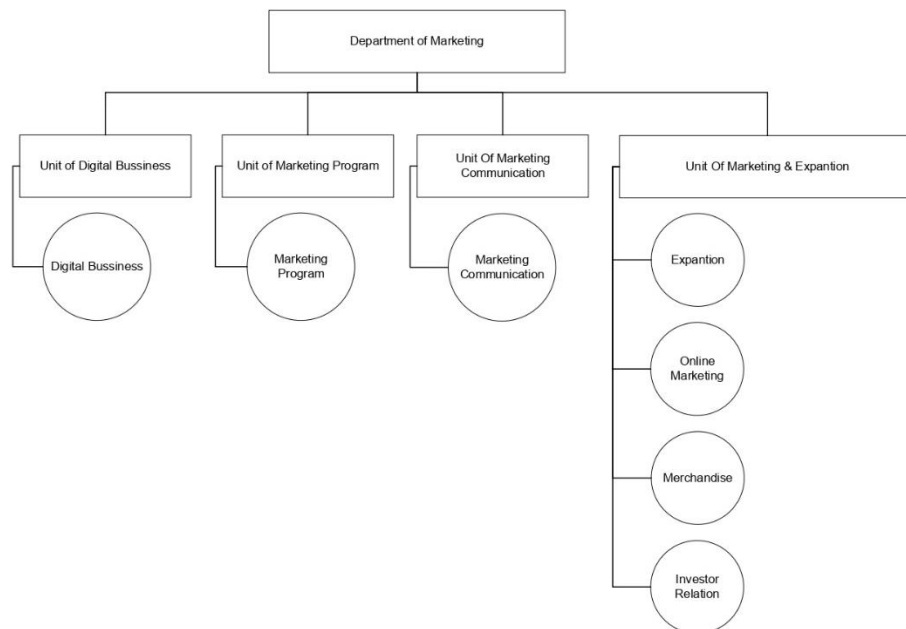 Department of Marketing
Unit of Digital Bussiness
Unit of Marketing Program
Unit Of Marketing
Communication
Unit Of Marketing & Expantion
Digital Bussiness
Marketing
Program
Marketing
Communication
Expantion
Online
Marketing
Merchandise
Investor
Relation